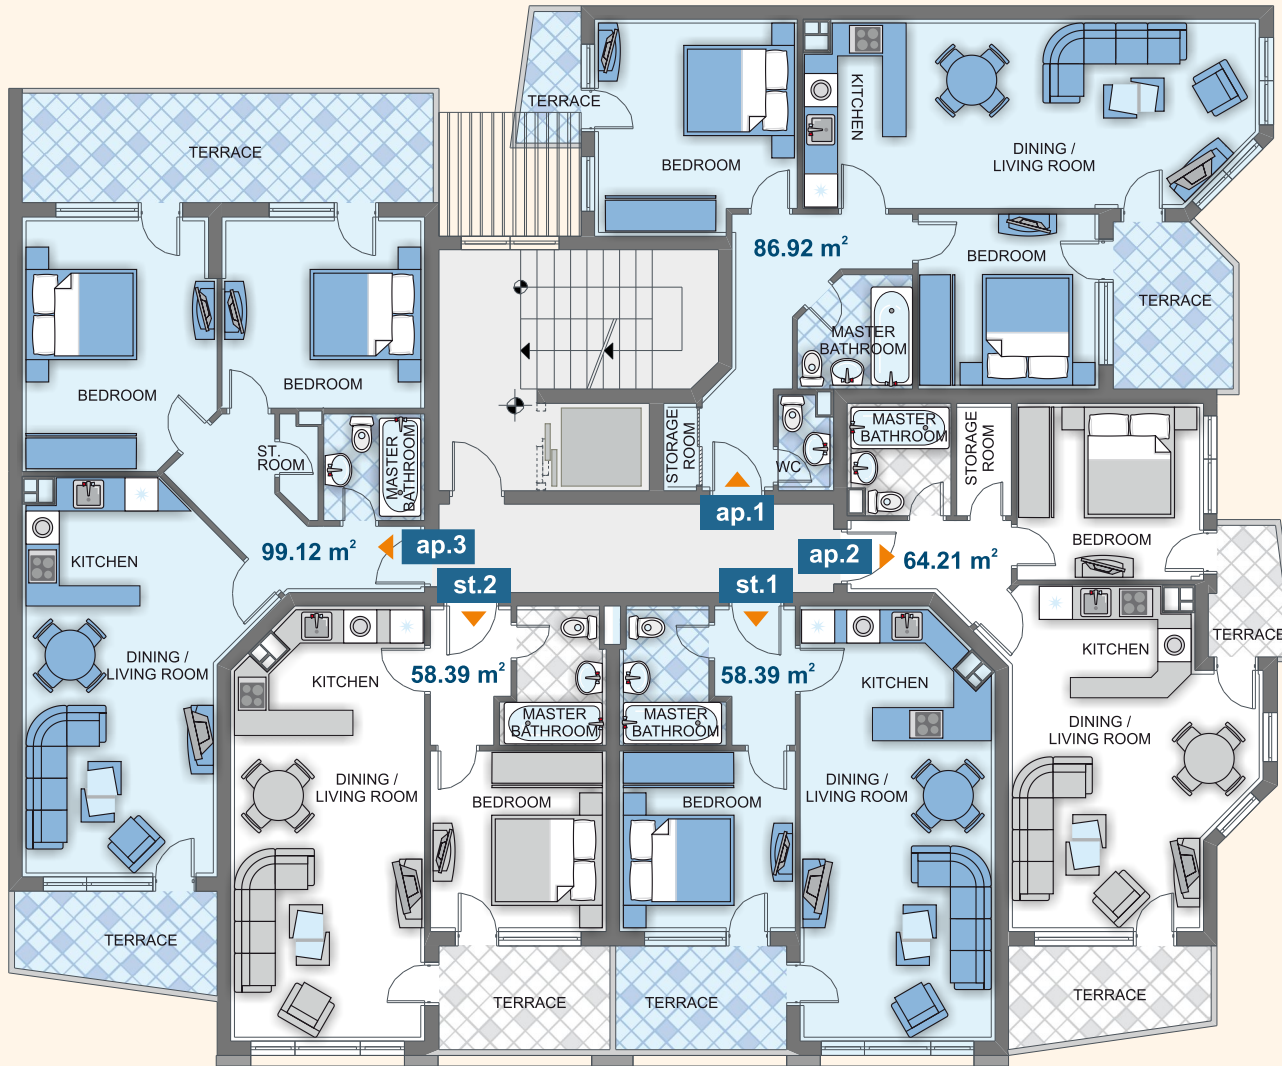 TERRACE
BEDROOM
KITCHEN
DINING /
LIVING ROOM
TERRACE
86.92 m²
BEDROOM
TERRACE
MASTER
BATHROOM
BEDROOM
BEDROOM
ST.
ROOM
MASTER
BATHROOM
STORAGE
ROOM
WC
MASTER
BATHROOM
STORAGE
ROOM
ap.1
99.12 m²
ap.3
ap.2
64.21 m²
BEDROOM
KITCHEN
st.2
st.1
TERRACE
DINING /
LIVING ROOM
KITCHEN
58.39 m²
58.39 m²
KITCHEN
KITCHEN
MASTER
BATHROOM
MASTER
BATHROOM
DINING /
LIVING ROOM
DINING /
LIVING ROOM
BEDROOM
BEDROOM
DINING /
LIVING ROOM
TERRACE
TERRACE
TERRACE
TERRACE